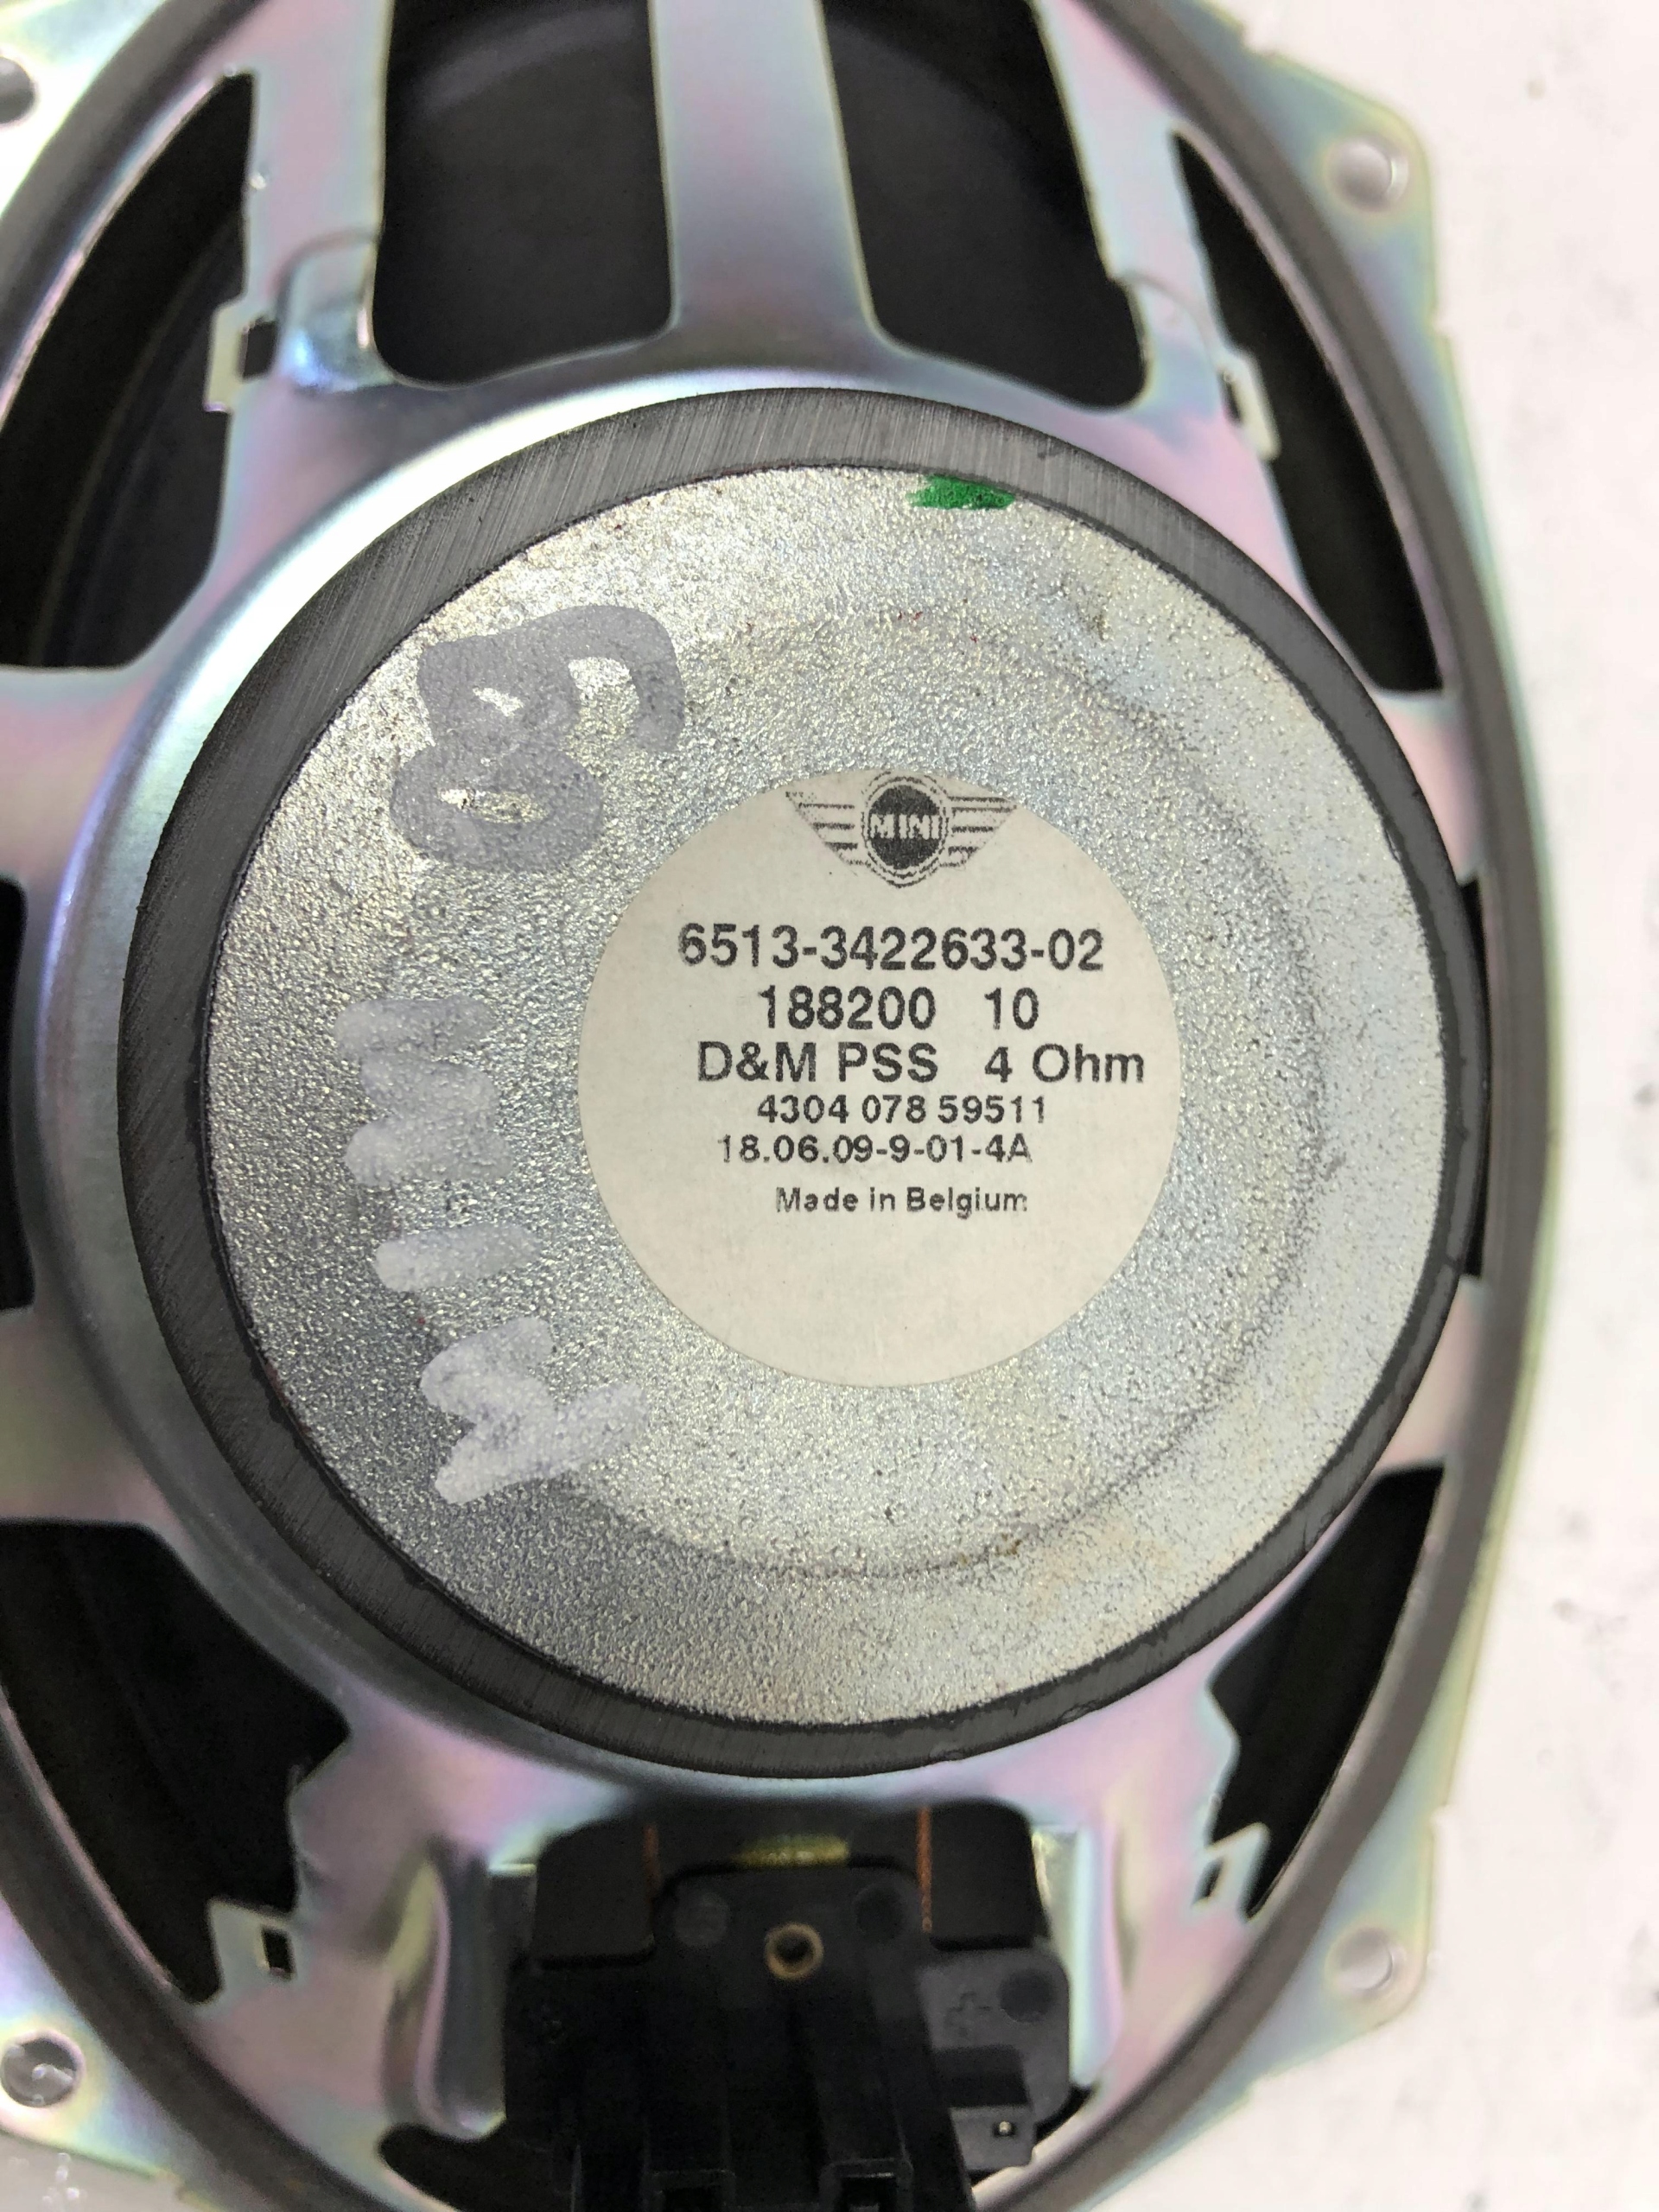 MINI
6513-3422633-02
188200 10
D&M PSS 4 Ohm
4304 078 59511
18.06.09-9-01-4A
Made in Belgium
+